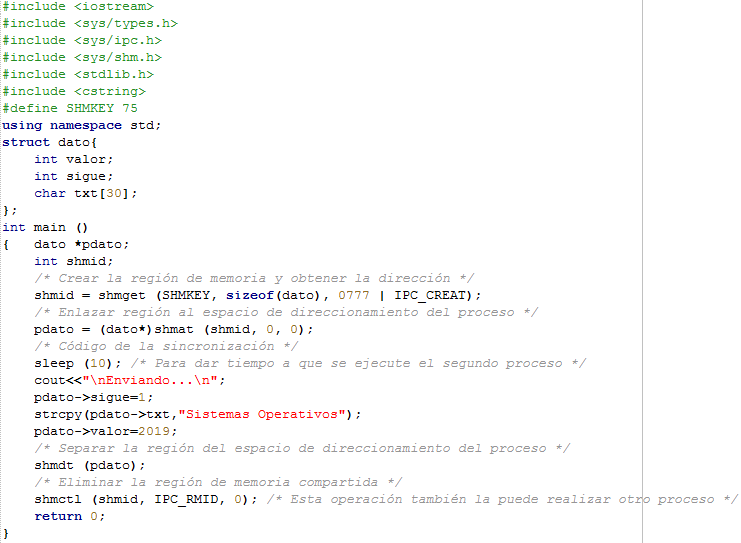 #include <iostream>
#include <sys/types.h>
#include <sys/ipc.h>
#include <sys/shm.h>
#include <stdlib.h>
#include <cstring>
#define SHMKEY 75
using namespace std;
struct dato{
    int valor;
    int sigue;
    char txt[30];
};
int main ()
{   dato *pdato;
    int shmid;
    /* Crear la región de memoria y obtener la dirección */
    shmid = shmget (SHMKEY, sizeof(dato), 0777 | IPC_CREAT);
    /* Enlazar región al espacio de direccionamiento del proceso */
    pdato = (dato*)shmat (shmid, 0, 0);
    /* Código de la sincronización */
    sleep (10); /* Para dar tiempo a que se ejecute el segundo proceso */
    cout<<"\nEnviando...\n";
    pdato->sigue=1;
    strcpy(pdato->txt,"Sistemas Operativos");
    pdato->valor=2019;
    /* Separar la región del espacio de direccionamiento del proceso */
    shmdt (pdato);
    /* Eliminar la región de memoria compartida */
    shmctl (shmid, IPC_RMID, 0); /* Esta operación también la puede realizar otro proceso */
    return 0;
}